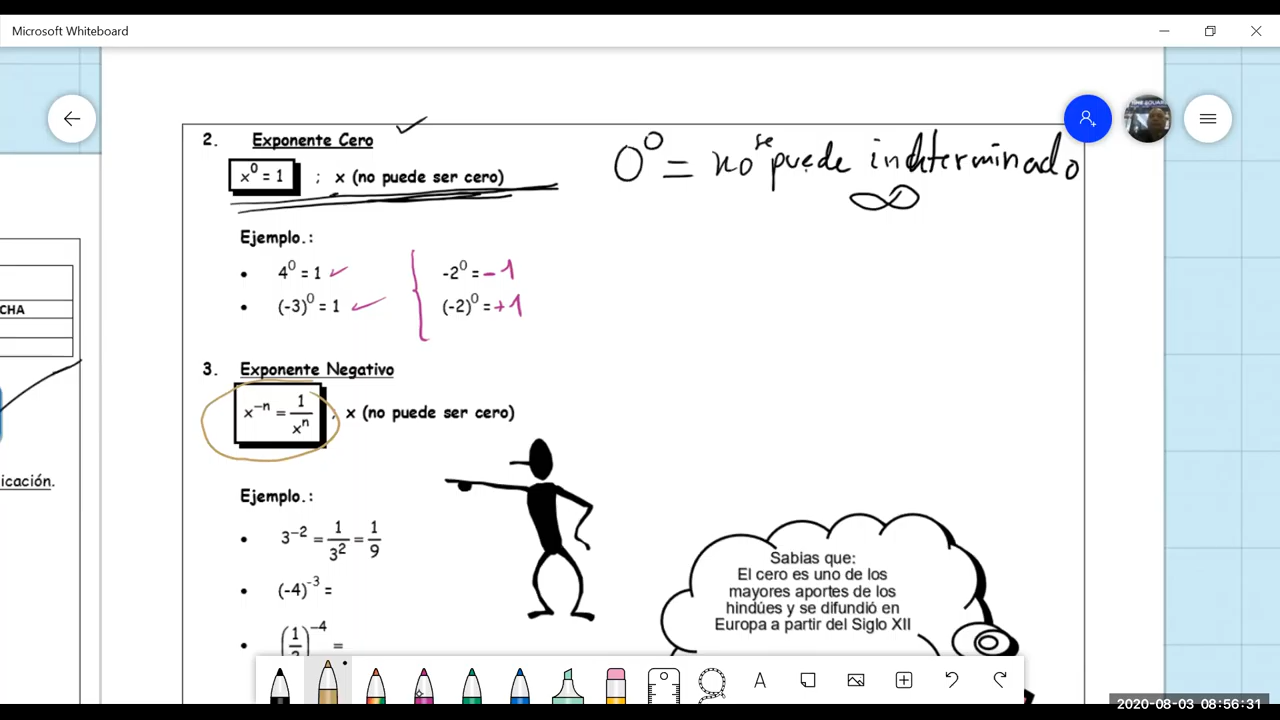 Microsoft Whiteboard
2. Exponente Cero
x⁰ = 1 ; x (no puede ser cero)
0⁰ = no se puede indeterminado
∞
Ejemplo.:
• 4⁰ = 1
-2⁰ = -1
• (-3)⁰ = 1
(-2)⁰ = +1
CHA
3. Exponente Negativo
x⁻ⁿ = 1/xⁿ ; x (no puede ser cero)
icación.
Ejemplo.:
• 3⁻² = 1/3² = 1/9
• (-4)⁻³ =
Sabias que:
El cero es uno de los
mayores aportes de los
hindúes y se difundió en
Europa a partir del Siglo XII
A
2020-08-03 08:56:31